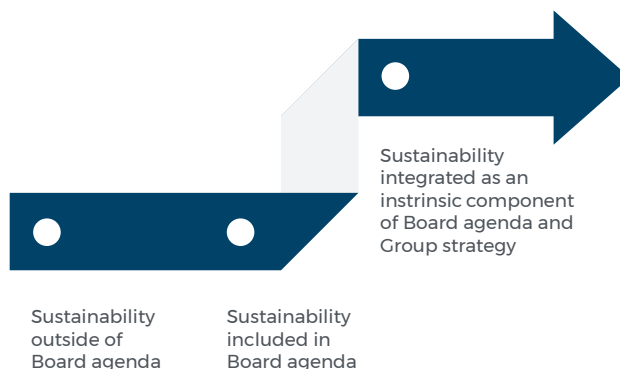 Sustainability
integrated as an
instrinsic component
of Board agenda and
Group strategy
Sustainability
outside of
Board agenda
Sustainability
included in
Board agenda